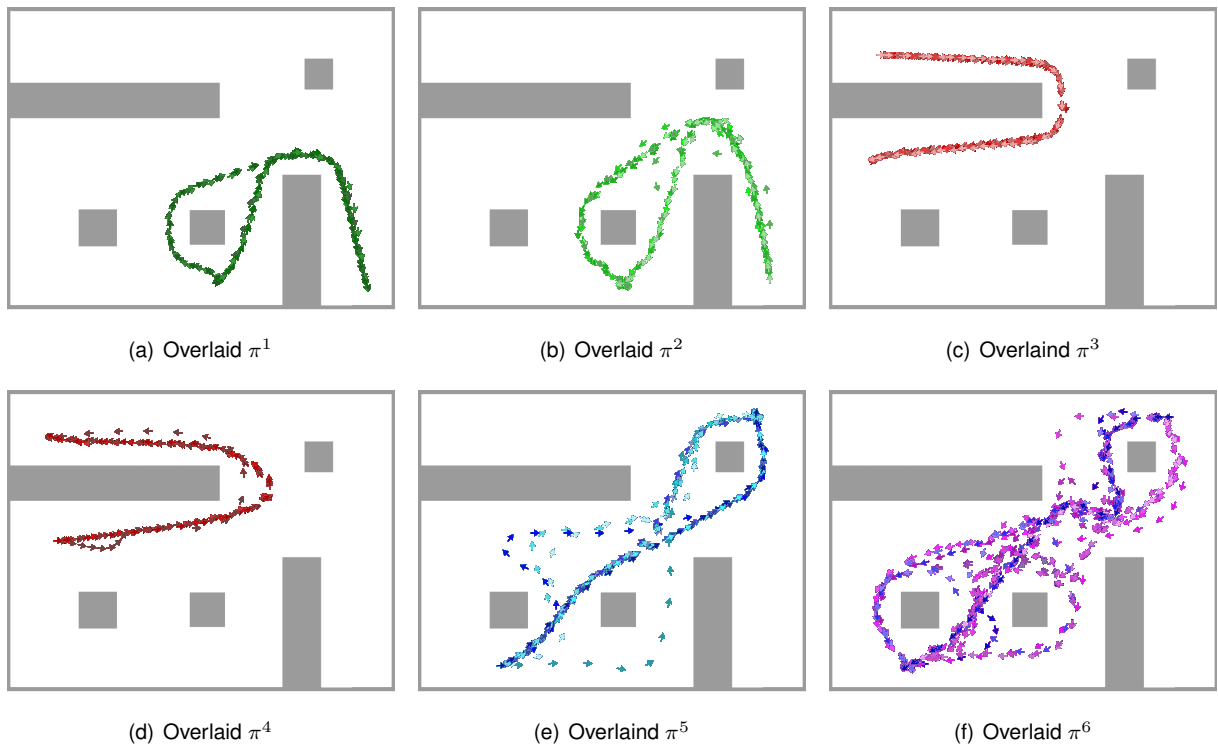 (a) Overlaid π¹
(b) Overlaid π²
(c) Overlaind π³
(d) Overlaid π⁴
(e) Overlaind π⁵
(f) Overlaid π⁶